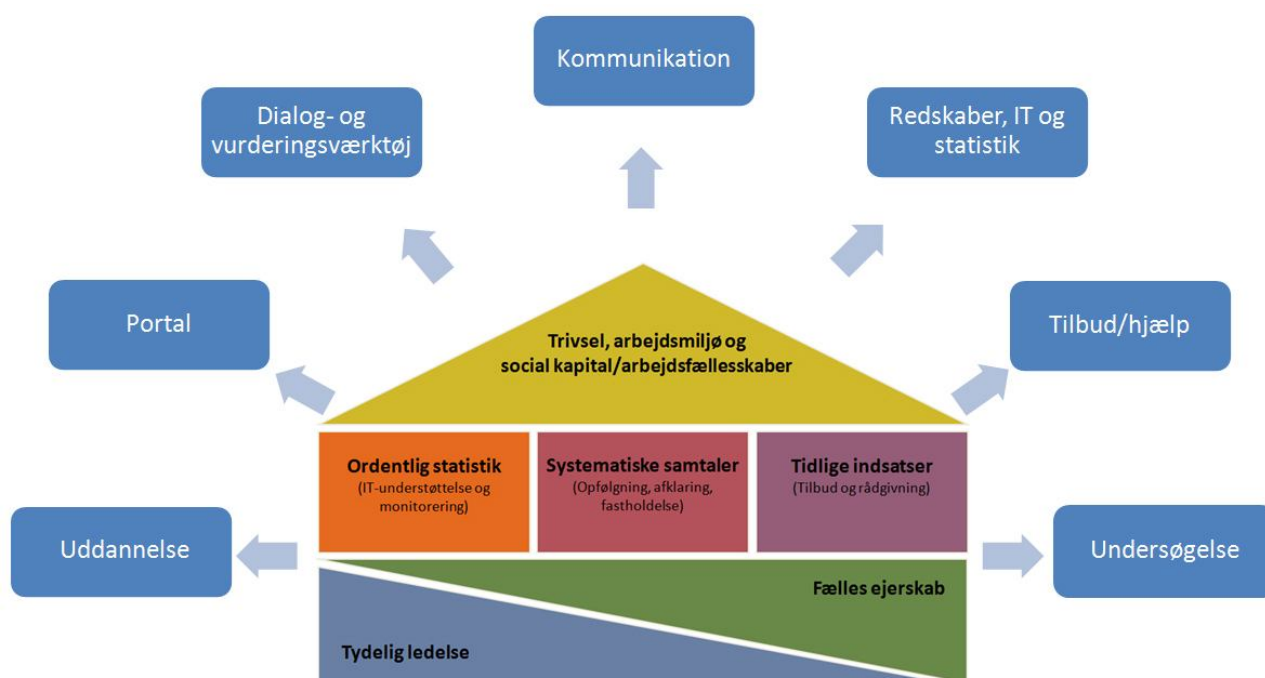 Kommunikation
Dialog- og
vurderingsværktøj
Redskaber, IT og
statistik
Portal
Tilbud/hjælp
Trivsel, arbejdsmiljø og
social kapital/arbejdsfællesskaber
Ordentlig statistik
(IT-understøttelse og
monitorering)
Systematiske samtaler
(Opfølgning, afklaring,
fastholdelse)
Tidlige indsatser
(Tilbud og rådgivning)
Uddannelse
Undersøgelse
Fælles ejerskab
Tydelig ledelse